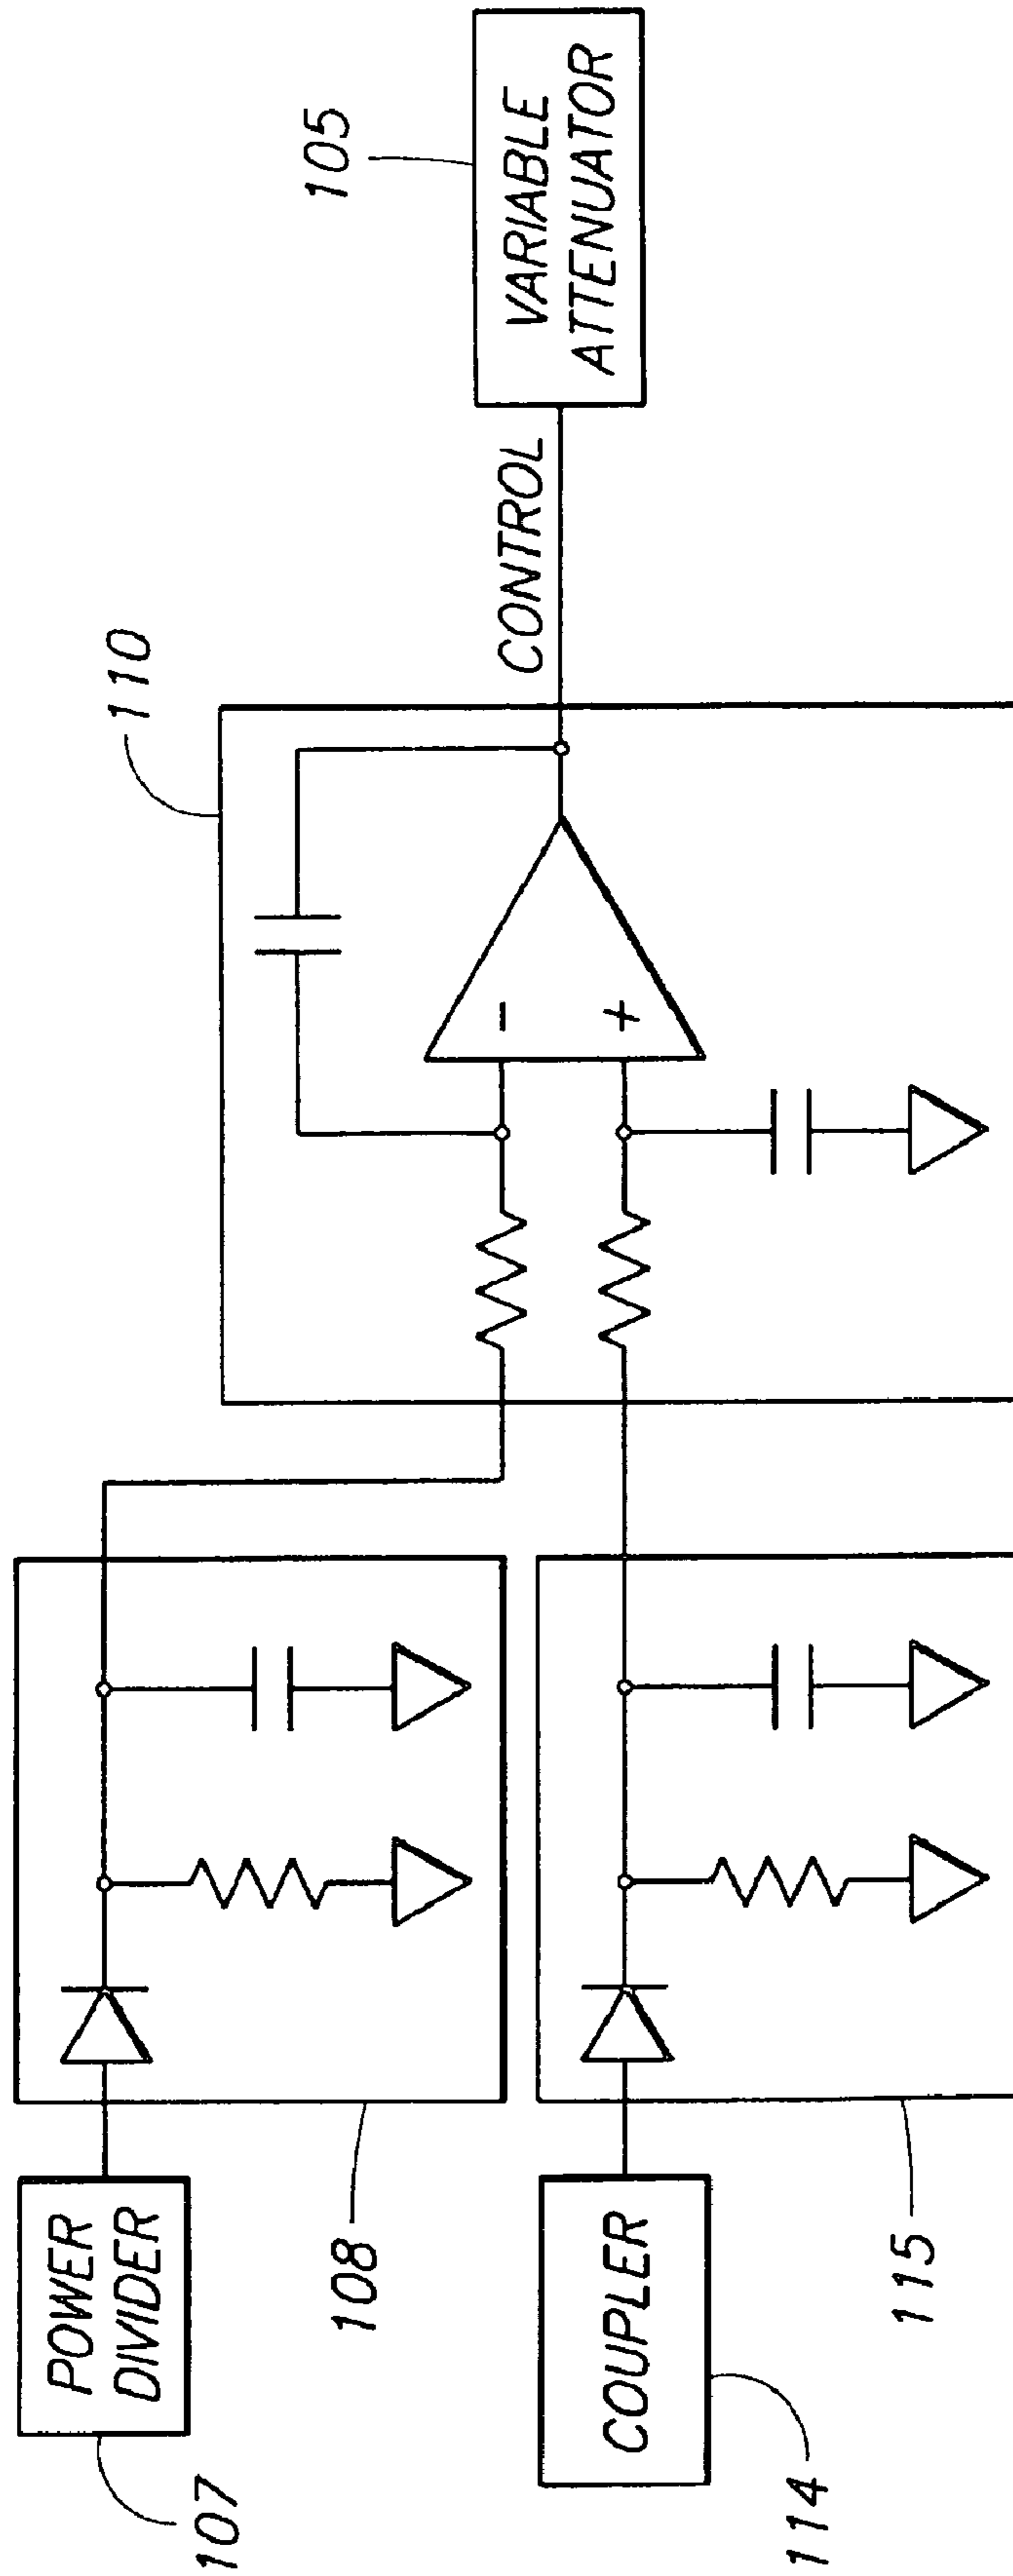 107
POWER
DIVIDER
108
COUPLER
114
115
110
-
+
CONTROL
105
VARIABLE
ATTENUATOR